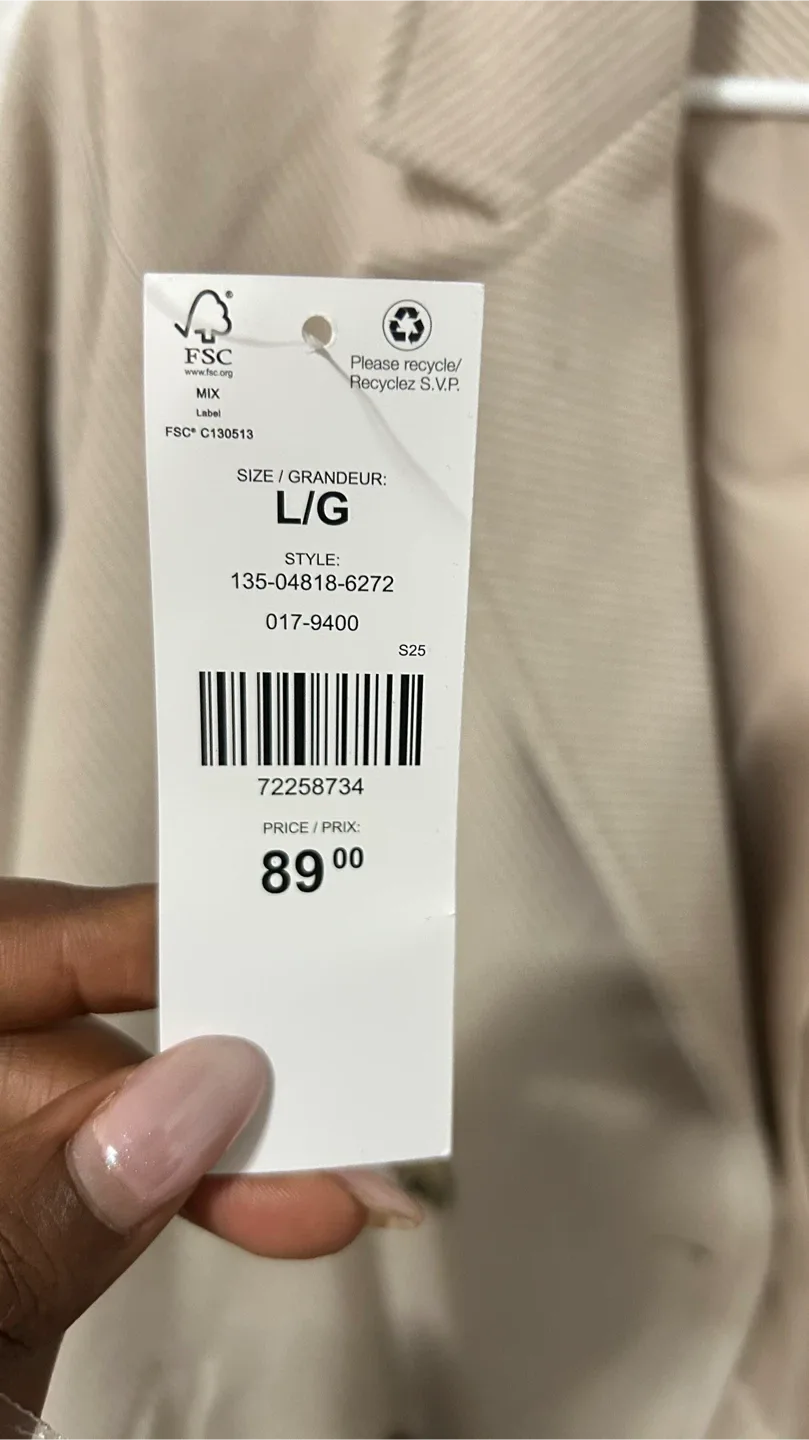 FSC®
www.fsc.org
MIX
Label
FSC® C130513
Please recycle/
Recyclez S.V.P.
SIZE / GRANDEUR:
L/G
STYLE:
135-04818-6272
017-9400
S25
72258734
PRICE / PRIX:
89 00